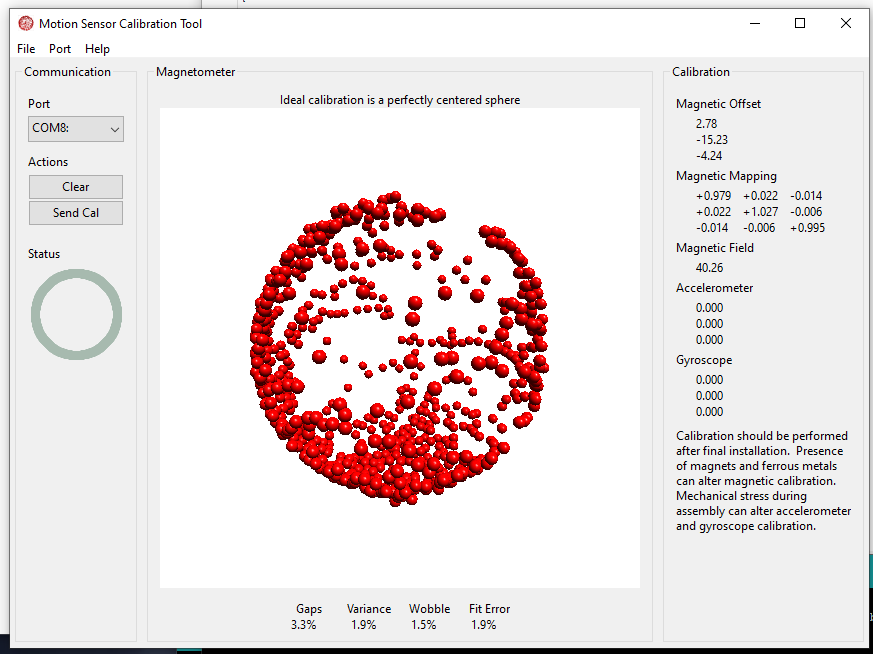 Motion Sensor Calibration Tool
File Port Help
Communication
Port
COM8:
Actions
Clear
Send Cal
Status
Magnetometer
Ideal calibration is a perfectly centered sphere
Gaps Variance Wobble Fit Error
3.3% 1.9% 1.5% 1.9%
Calibration
Magnetic Offset
2.78
-15.23
-4.24
Magnetic Mapping
+0.979 +0.022 -0.014
+0.022 +1.027 -0.006
-0.014 -0.006 +0.995
Magnetic Field
40.26
Accelerometer
0.000
0.000
0.000
Gyroscope
0.000
0.000
0.000
Calibration should be performed
after final installation. Presence
of magnets and ferrous metals
can alter magnetic calibration.
Mechanical stress during
assembly can alter accelerometer
and gyroscope calibration.